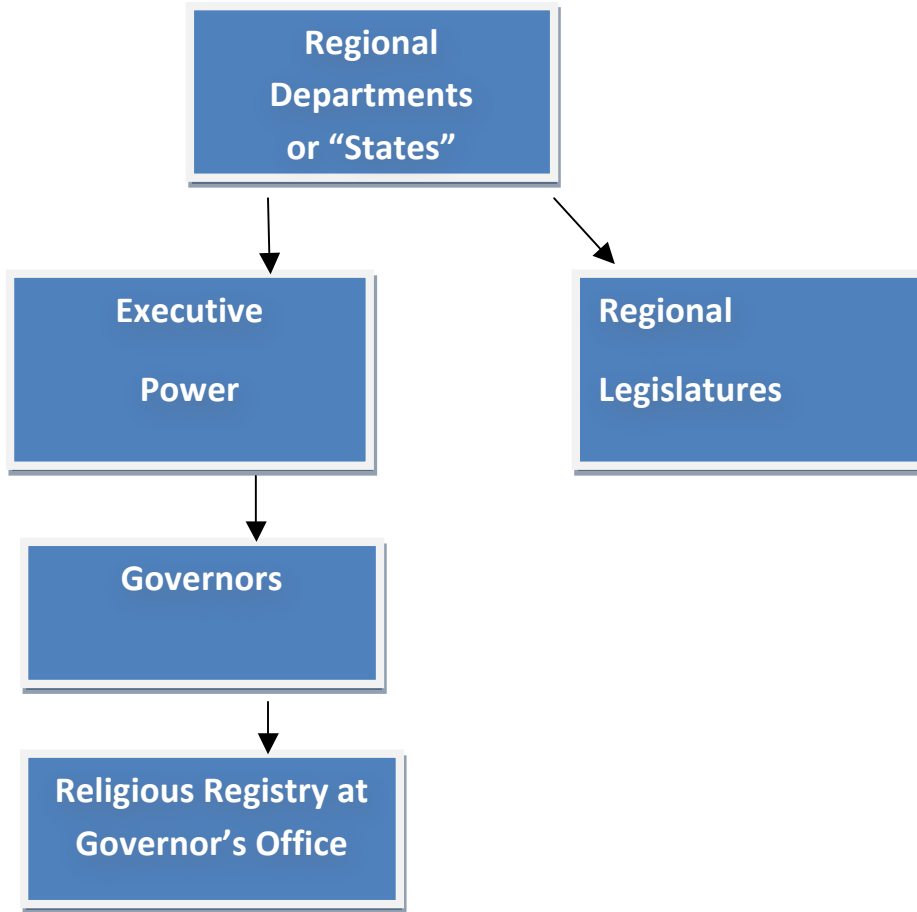 Regional
Departments
or “States”
Executive
Power
Regional
Legislatures
Governors
Religious Registry at
Governor’s Office